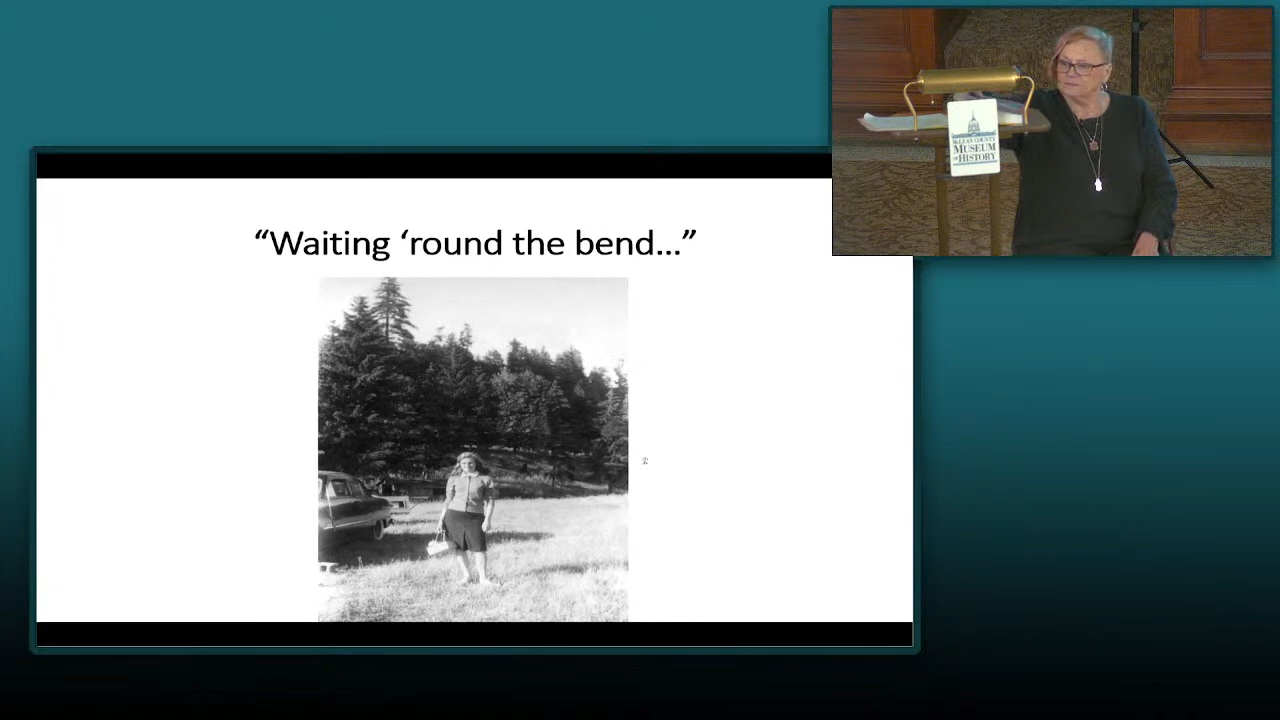 “Waiting ‘round the bend...”
McLEAN COUNTY
MUSEUM
OF HISTORY